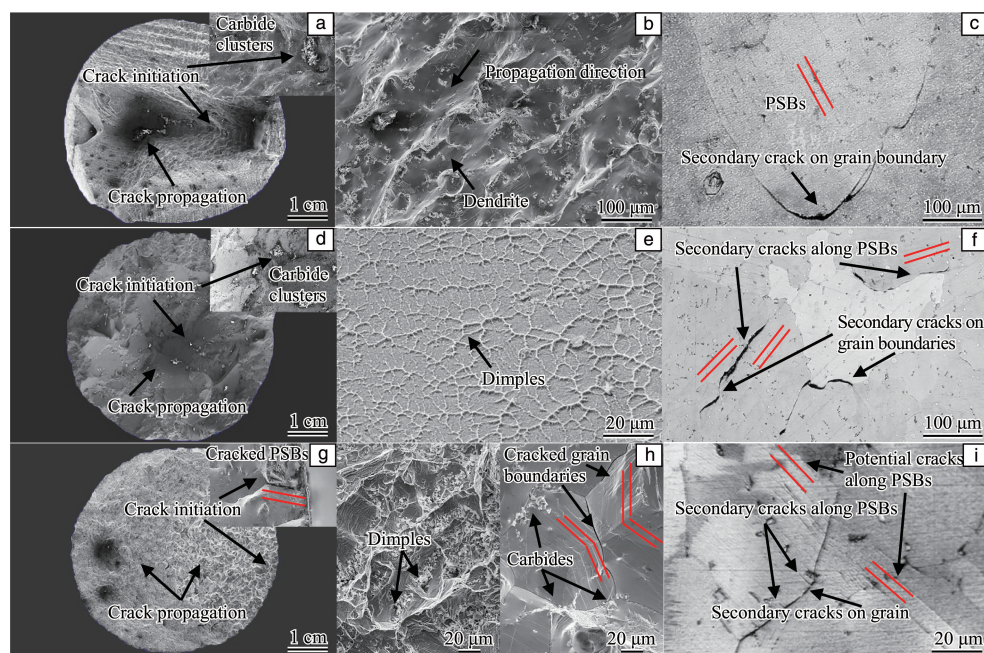 a
Carbide
clusters
Crack initiation
Crack propagation
1 cm
b
Propagation direction
Dendrite
100 μm
c
PSBs
Secondary crack on grain boundary
100 μm
d
Crack initiation
Carbide
clusters
Crack propagation
1 cm
e
Dimples
20 μm
f
Secondary cracks along PSBs
Secondary cracks on
grain boundaries
100 μm
g
Cracked PSBs
Crack initiation
Crack propagation
1 cm
h
Cracked grain
boundaries
Dimples
Carbides
20 μm
20 μm
i
Potential cracks
along PSBs
Secondary cracks along PSBs
Secondary cracks on grain
20 μm